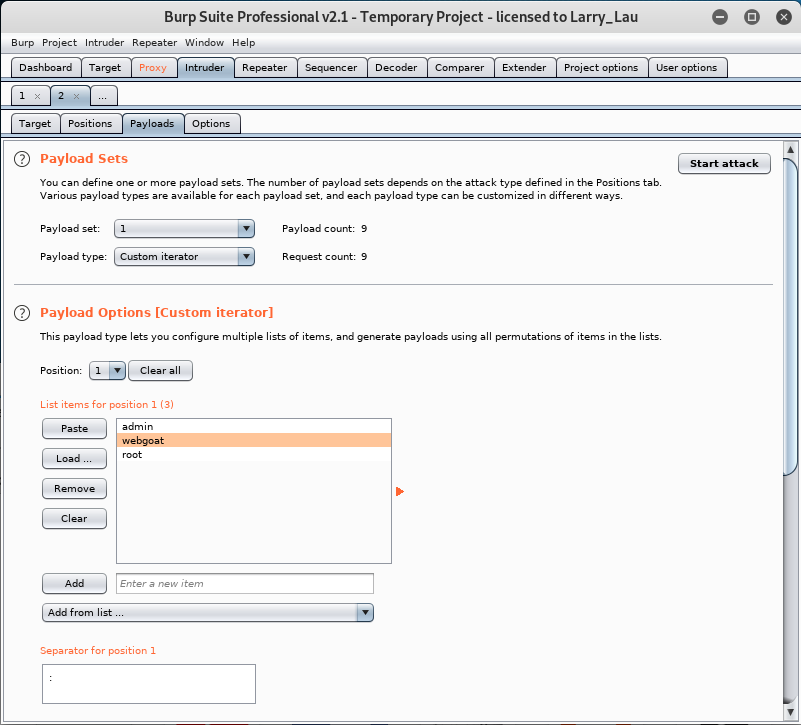 Burp Suite Professional v2.1 - Temporary Project - licensed to Larry_Lau
Burp Project Intruder Repeater Window Help
Dashboard Target Proxy Intruder Repeater Sequencer Decoder Comparer Extender Project options User options
1 × 2 × ...
Target Positions Payloads Options
? Payload Sets Start attack
You can define one or more payload sets. The number of payload sets depends on the attack type defined in the Positions tab.
Various payload types are available for each payload set, and each payload type can be customized in different ways.
Payload set: 1 Payload count: 9
Payload type: Custom iterator Request count: 9
? Payload Options [Custom iterator]
This payload type lets you configure multiple lists of items, and generate payloads using all permutations of items in the lists.
Position: 1 Clear all
List items for position 1 (3)
Paste admin
webgoat
root
Load ...
Remove
Clear
Add Enter a new item
Add from list ...
Separator for position 1
: